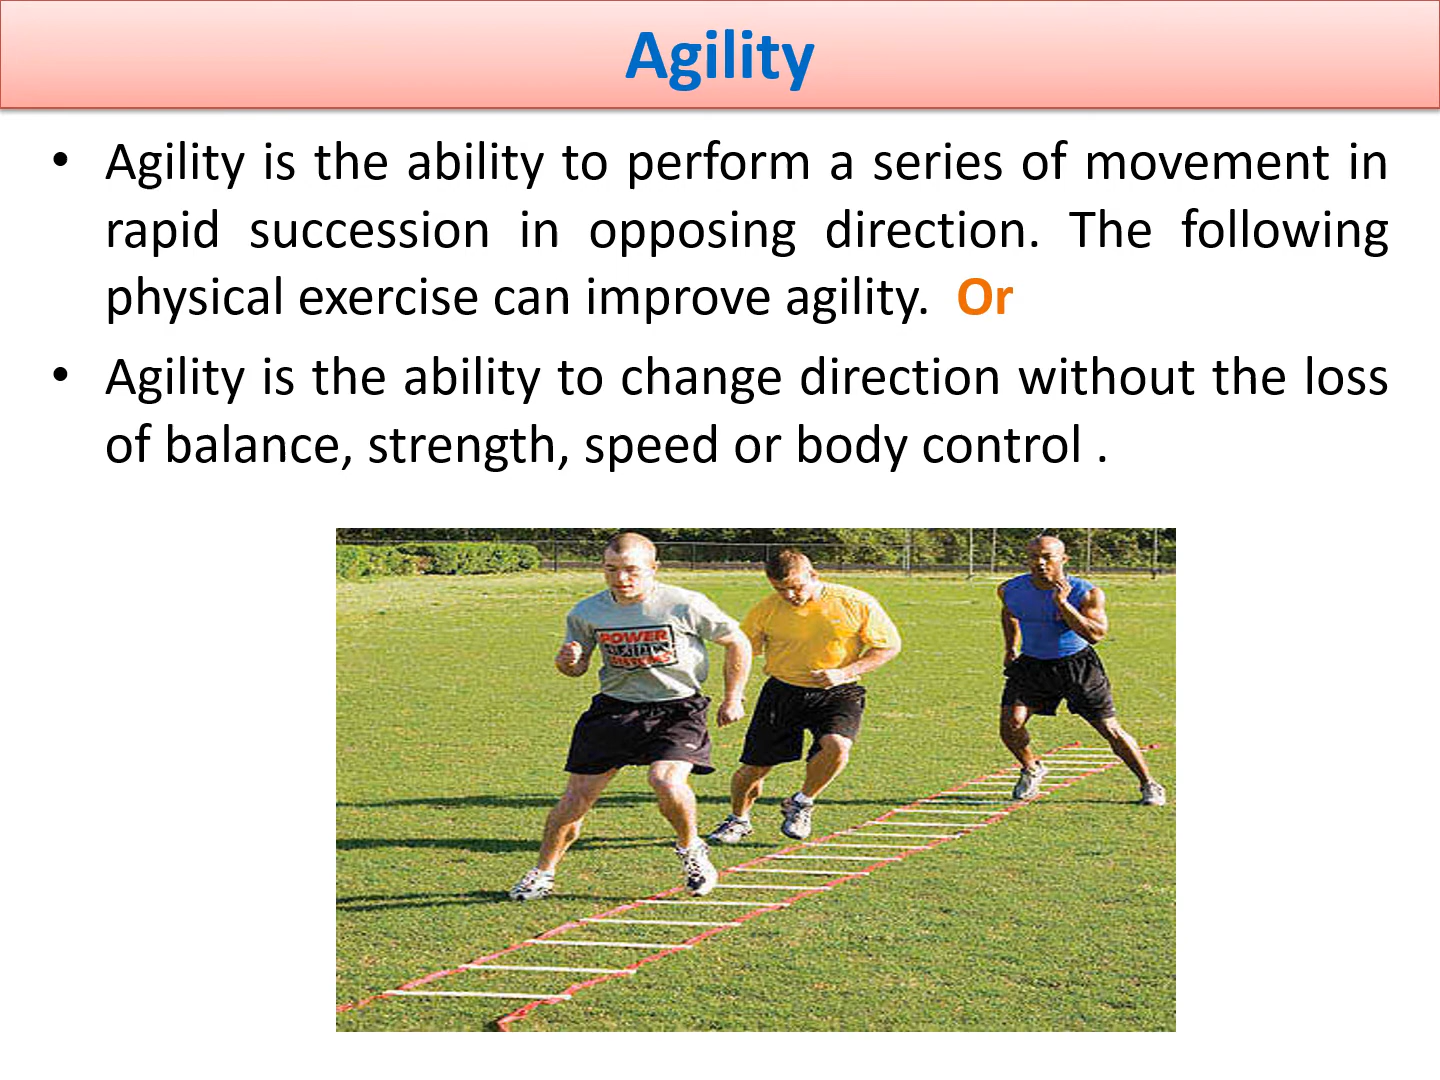 Agility
• Agility is the ability to perform a series of movement in
rapid succession in opposing direction. The following
physical exercise can improve agility. Or
• Agility is the ability to change direction without the loss
of balance, strength, speed or body control .
POWER
SYSTEMS